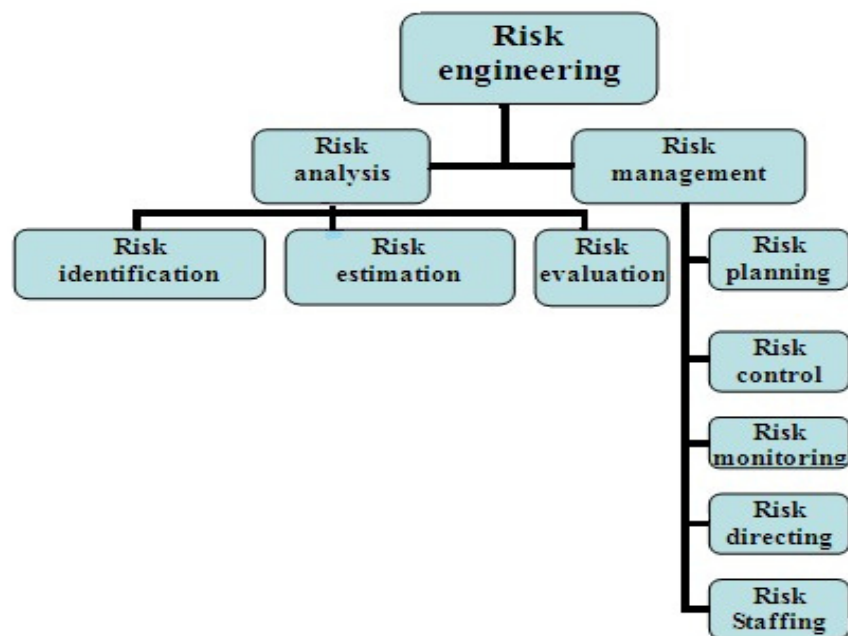 Risk
engineering
Risk
analysis
Risk
management
Risk
identification
Risk
estimation
Risk
evaluation
Risk
planning
Risk
control
Risk
monitoring
Risk
directing
Risk
Staffing